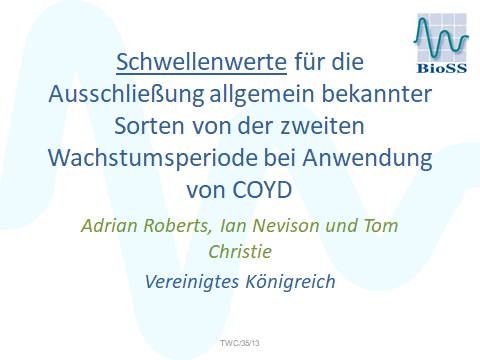 BioSS
Schwellenwerte für die
Ausschließung allgemein bekannter
Sorten von der zweiten
Wachstumsperiode bei Anwendung
von COYD
Adrian Roberts, Ian Nevison und Tom
Christie
Vereinigtes Königreich
TWC/35/13